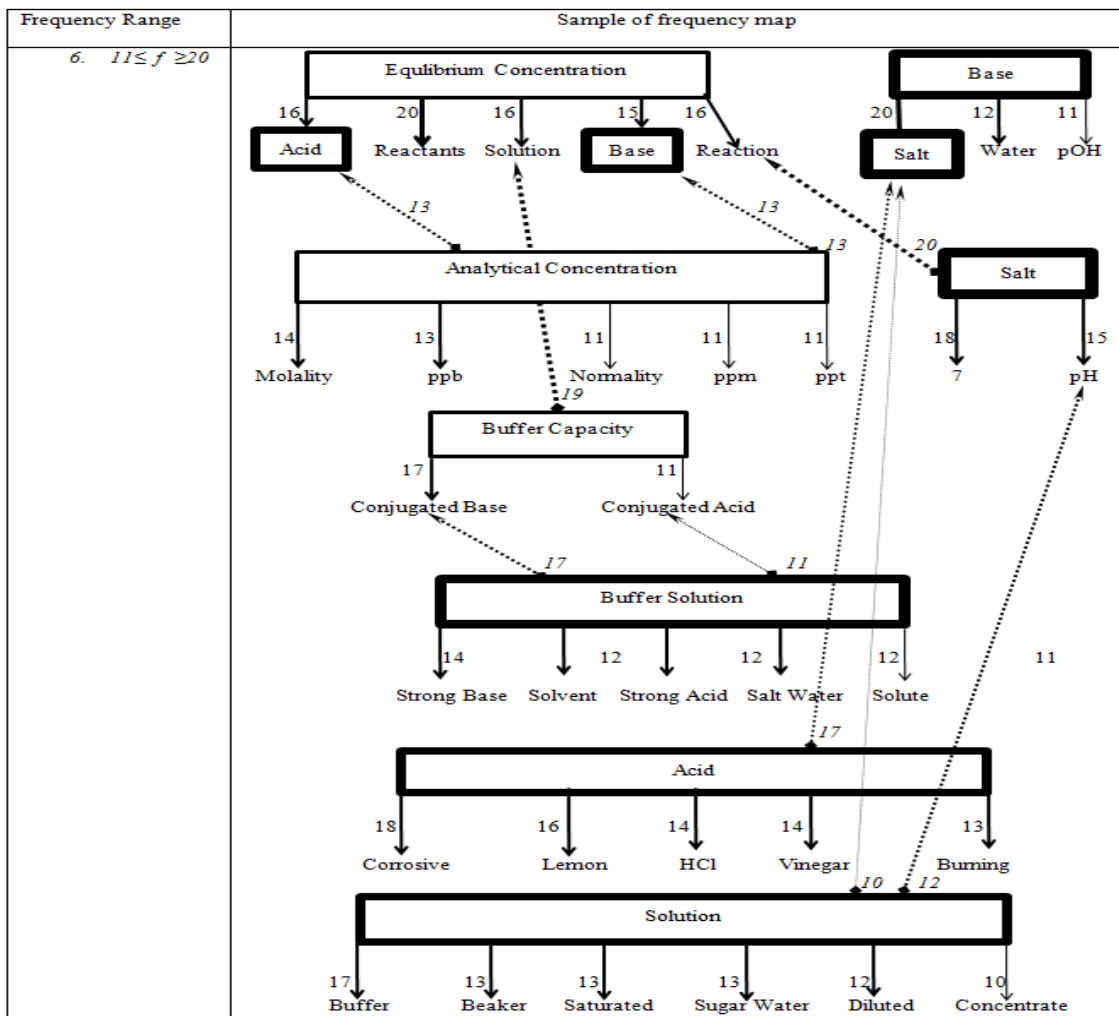 Frequency Range
Sample of frequency map
6. 11≤ f ≥20
Equlibrium Concentration
Base
16 20 16 15 16 20 12 11
Acid Reactants Solution Base Reaction Salt Water pOH
13 13 13 20
Analytical Concentration
Salt
14 13 11 11 11 18 15
Molality ppb Normality ppm ppt 7 pH
19
Buffer Capacity
17 11
Conjugated Base Conjugated Acid
17 11
Buffer Solution
14 12 12 12 11
Strong Base Solvent Strong Acid Salt Water Solute
17
Acid
18 16 14 14 13
Corrosive Lemon HCl Vinegar Burning
10 12
Solution
17 13 13 13 12 10
Buffer Beaker Saturated Sugar Water Diluted Concentrate